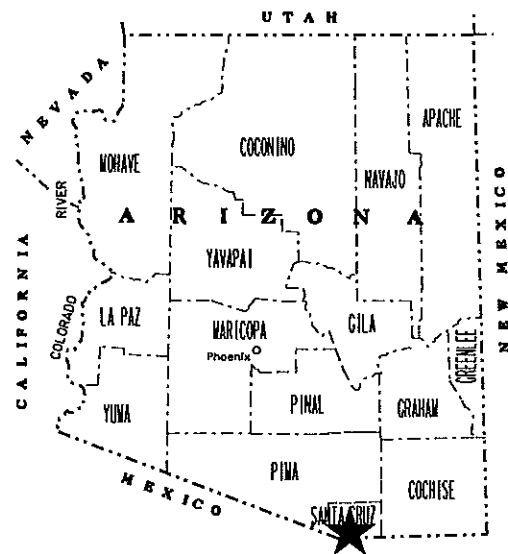 UTAH
NEVADA
APACHE
MOHAVE
COCONINO
NAVAJO
RIVER
ARIZONA
NEW MEXICO
YAVAPAI
CALIFORNIA
COLORADO
LA PAZ
MARICOPA
GILA
Phoenix
GREENLEE
YUMA
PINAL
GRAHAM
MEXICO
PIMA
COCHISE
SANTA CRUZ